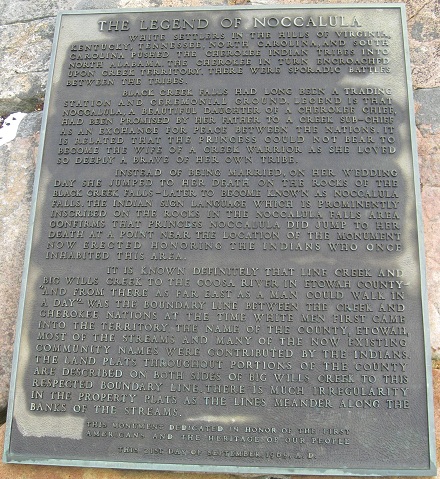 THE LEGEND OF NOCCALULA
WHITE SETTLERS IN THE HILLS OF VIRGINIA,
KENTUCKY, TENNESSEE, NORTH CAROLINA, AND SOUTH
CAROLINA PUSHED THE CHEROKEE INDIAN TRIBES INTO
NORTH ALABAMA. THE CHEROKEE IN TURN ENCROACHED
UPON CREEK TERRITORY. THERE WERE SPORADIC BATTLES
BETWEEN THE TRIBES.
BLACK CREEK FALLS HAD LONG BEEN A TRADING
STATION AND CEREMONIAL GROUND. LEGEND IS THAT
NOCCALULA, A BEAUTIFUL DAUGHTER OF A CHEROKEE CHIEF,
HAD BEEN PROMISED BY HER FATHER TO A CREEK SUB-CHIEF
AS AN EXCHANGE FOR PEACE BETWEEN THE NATIONS. IT
IS RELATED THAT THE PRINCESS COULD NOT BEAR TO
BECOME THE WIFE OF A CREEK WARRIOR AS SHE LOVED
SO DEEPLY A BRAVE OF HER OWN TRIBE.
INSTEAD OF BEING MARRIED, ON HER WEDDING
DAY SHE JUMPED TO HER DEATH ON THE ROCKS OF THE
BLACK CREEK - LATER TO BECOME KNOWN AS NOCCALULA
FALLS. THE INDIAN SIGN LANGUAGE WHICH IS PROMINENTLY
INSCRIBED ON THE ROCKS IN THE NOCCALULA FALLS AREA
CONFIRMS THAT PRINCESS NOCCALULA DID JUMP TO HER
DEATH AT A POINT NEAR THE LOCATION OF THE MONUMENT
NOW ERECTED HONORING THE INDIANS WHO ONCE
INHABITED THIS AREA.
IT IS KNOWN DEFINITELY THAT LINE CREEK AND
BIG WILLS CREEK TO THE COOSA RIVER IN ETOWAH COUNTY
"AND FROM THERE AS FAR EAST AS A MAN COULD WALK IN
A DAY" WAS THE BOUNDARY LINE BETWEEN THE CREEK AND
CHEROKEE NATIONS AT THE TIME WHITE MEN FIRST CAME
INTO THE TERRITORY. THE NAME OF THE COUNTY, ETOWAH,
MOST OF THE STREAMS, AND MANY OF THE NOW EXISTING
COMMUNITY NAMES WERE CONTRIBUTED BY THE INDIANS.
THE LAND PLATS THROUGHOUT PORTIONS OF THE COUNTY
ARE DESCRIBED ON BOTH SIDES OF BIG WILLS CREEK TO THIS
RESPECTED BOUNDARY LINE. THERE IS MUCH IRREGULARITY
IN THE PROPERTY PLATS AS THE LINES MEANDER ALONG THE
BANKS OF THE STREAMS.
THIS MONUMENT DEDICATED IN HONOR OF THE FIRST
AMERICANS AND THE HERITAGE OF OUR PEOPLE
THIS 21ST DAY OF SEPTEMBER, A.D.